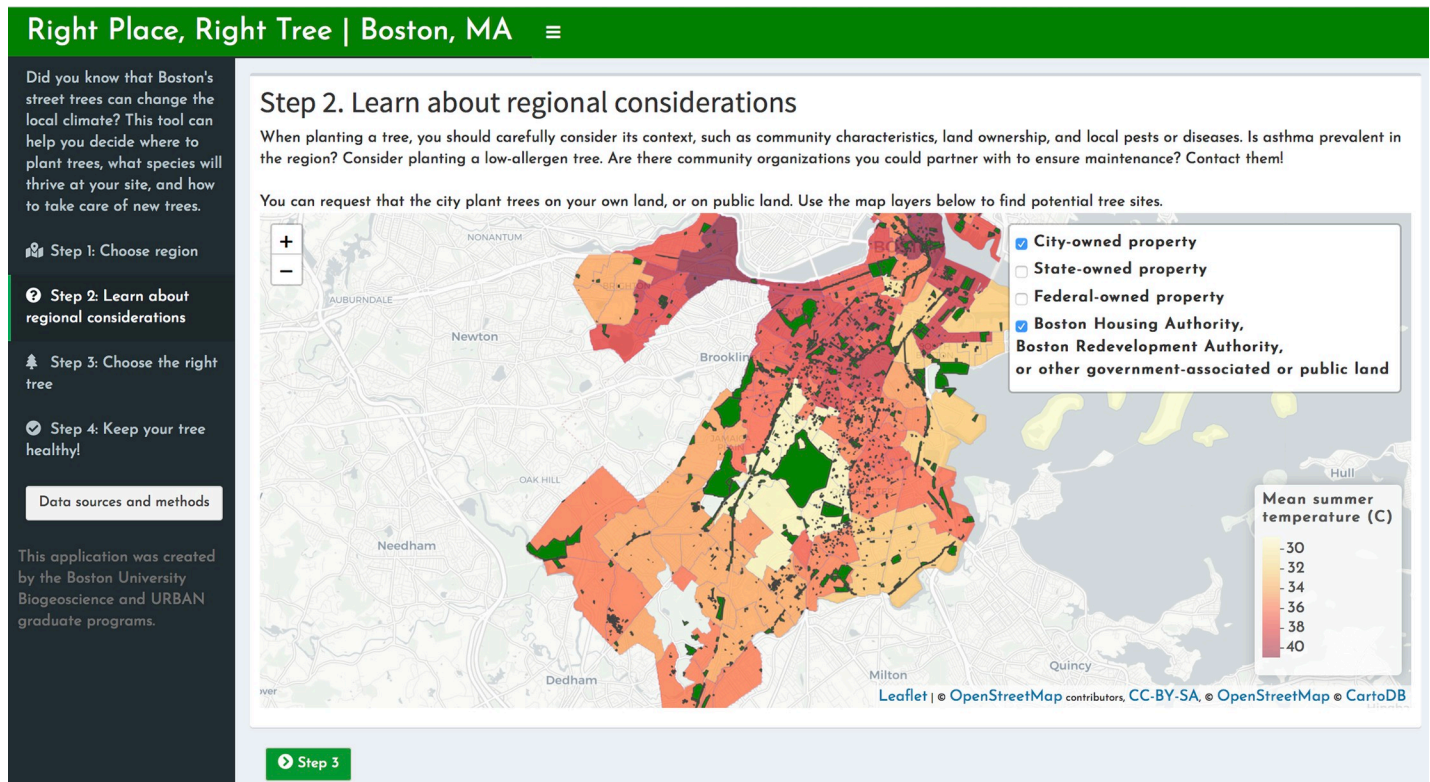 Right Place, Right Tree | Boston, MA
Did you know that Boston's
street trees can change the
local climate? This tool can
help you decide where to
plant trees, what species will
thrive at your site, and how
to take care of new trees.
Step 1: Choose region
Step 2: Learn about
regional considerations
Step 3: Choose the right
tree
Step 4: Keep your tree
healthy!
Data sources and methods
This application was created
by the Boston University
Biogeoscience and URBAN
graduate programs.
Step 2. Learn about regional considerations
When planting a tree, you should carefully consider its context, such as community characteristics, land ownership, and local pests or diseases. Is asthma prevalent in
the region? Consider planting a low-allergen tree. Are there community organizations you could partner with to ensure maintenance? Contact them!
You can request that the city plant trees on your own land, or on public land. Use the map layers below to find potential tree sites.
+
−
NONANTUM
AUBURNDALE
Newton
Brooklin
OAK HILL
Needham
Dedham
Milton
Quincy
Hull
City-owned property
State-owned property
Federal-owned property
Boston Housing Authority,
Boston Redevelopment Authority,
or other government-associated or public land
Mean summer
temperature (C)
30
32
34
36
38
40
Leaflet | © OpenStreetMap contributors, CC-BY-SA, © OpenStreetMap © CartoDB
Step 3